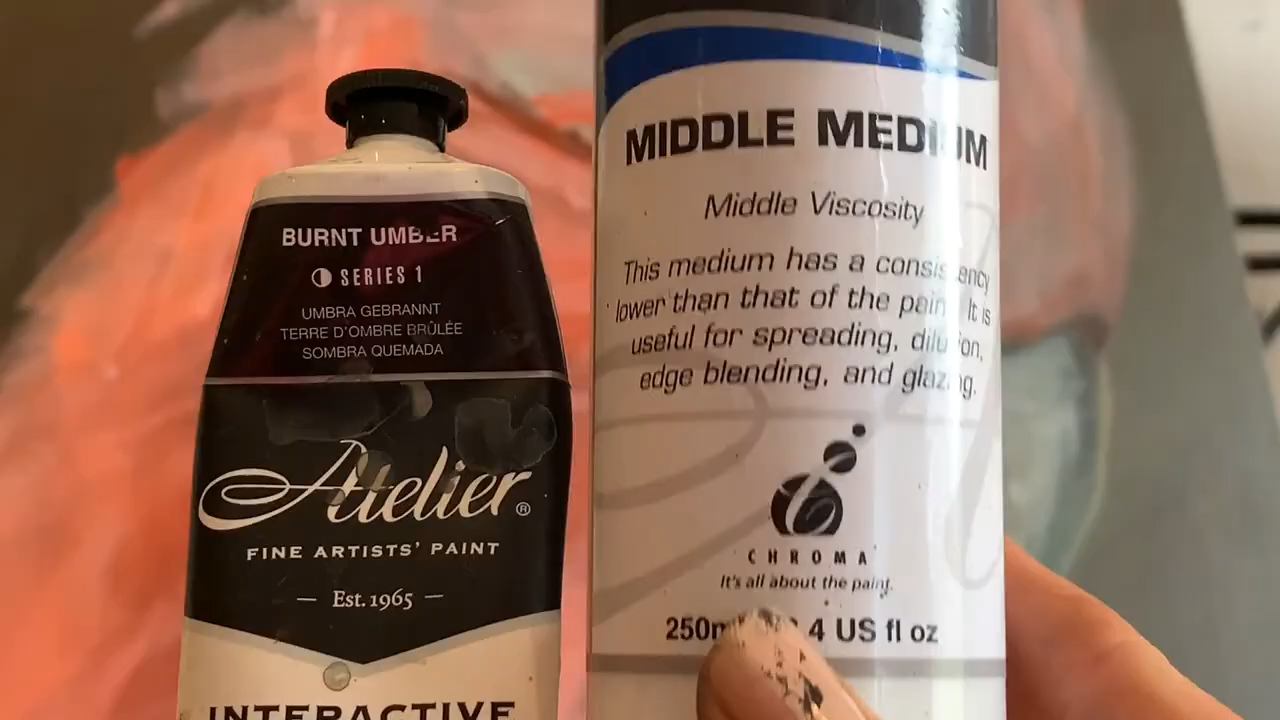 BURNT UMBER
SERIES 1
UMBRA GEBRANNT
TERRE D'OMBRE BRÛLÉE
SOMBRA QUEMADA
Atelier®
FINE ARTISTS' PAINT
— Est. 1965 —
INTERACTIVE
MIDDLE MEDIUM
Middle Viscosity
This medium has a consistency
lower than that of the paint. It is
useful for spreading, dilution,
edge blending, and glazing.
CHROMA
It's all about the paint.
250m 4 US fl oz